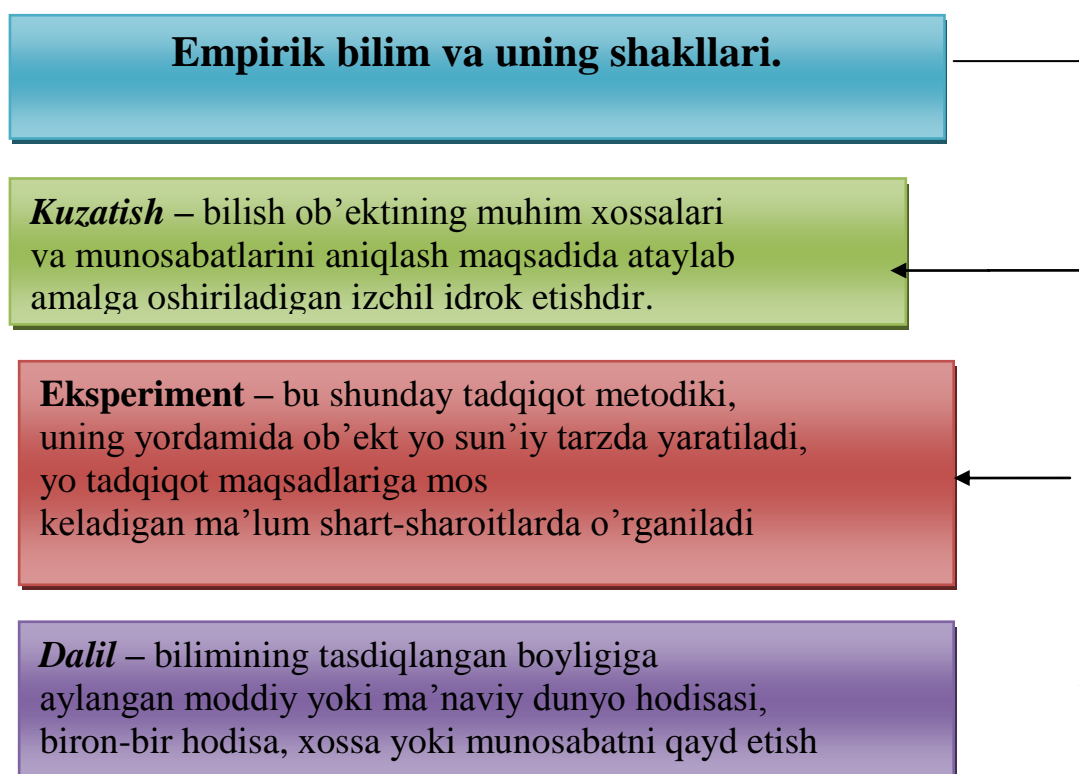 Empirik bilim va uning shakllari.
Kuzatish – bilish ob’ektining muhim xossalari
va munosabatlarini aniqlash maqsadida ataylab
amalga oshiriladigan izchil idrok etishdir.
Eksperiment – bu shunday tadqiqot metodiki,
uning yordamida ob’ekt yo sun’iy tarzda yaratiladi,
yo tadqiqot maqsadlariga mos
keladigan ma’lum shart-sharoitlarda o’rganiladi
Dalil – bilimining tasdiqlangan boyligiga
aylangan moddiy yoki ma’naviy dunyo hodisasi,
biron-bir hodisa, xossa yoki munosabatni qayd etish